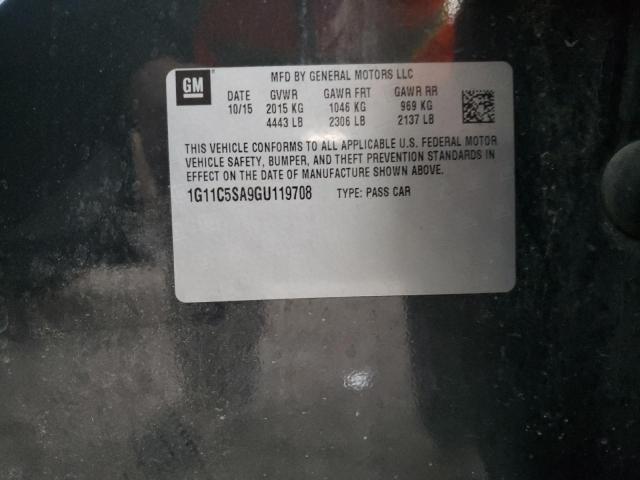 GM
MFD BY GENERAL MOTORS LLC
DATE GVWR GAWR FRT GAWR RR
10/15 2015 KG 1046 KG 969 KG
4443 LB 2306 LB 2137 LB
THIS VEHICLE CONFORMS TO ALL APPLICABLE U.S. FEDERAL MOTOR
VEHICLE SAFETY, BUMPER, AND THEFT PREVENTION STANDARDS IN
EFFECT ON THE DATE OF MANUFACTURE SHOWN ABOVE.
1G11C5SA9GU119708 TYPE: PASS CAR